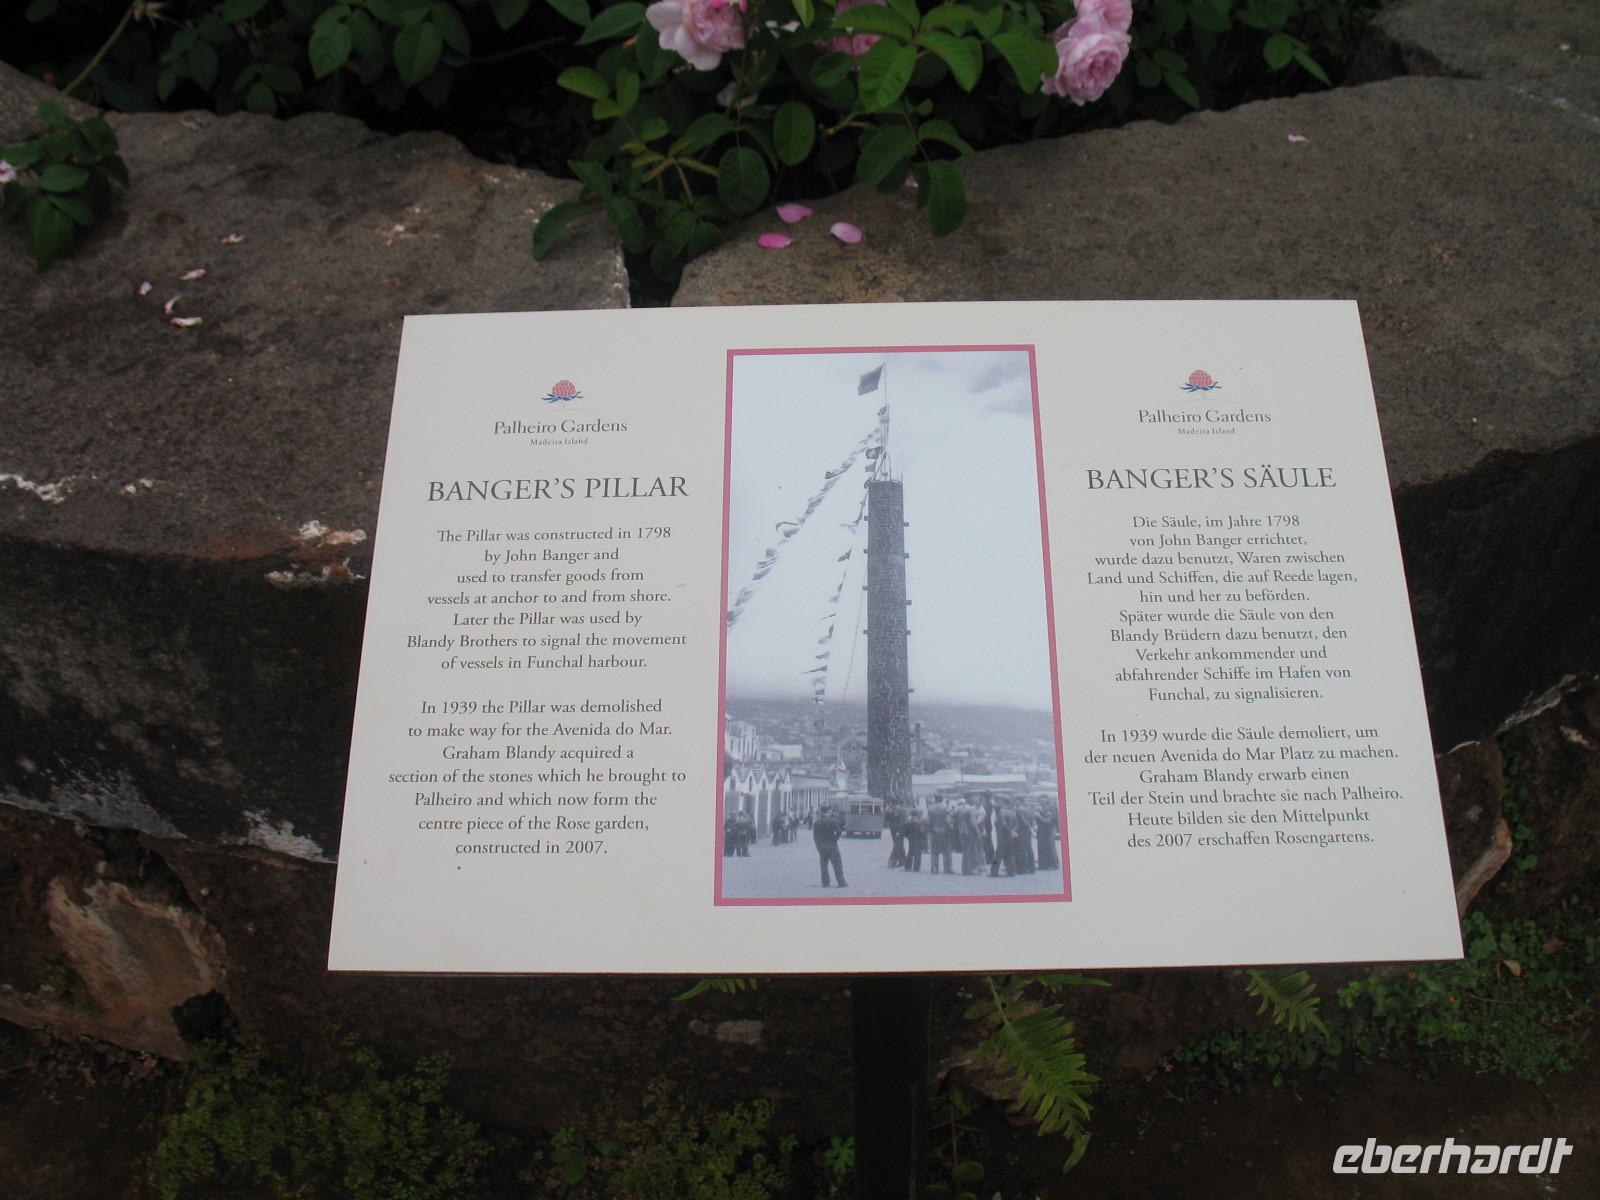 Palheiro Gardens
Madeira Island
BANGER'S PILLAR
The Pillar was constructed in 1798
by John Banger and
used to transfer goods from
vessels at anchor to and from shore.
Later the Pillar was used by
Blandy Brothers to signal the movement
of vessels in Funchal harbour.
In 1939 the Pillar was demolished
to make way for the Avenida do Mar.
Graham Blandy acquired a
section of the stones which he brought to
Palheiro and which now form the
centre piece of the Rose garden,
constructed in 2007.
Palheiro Gardens
Madeira Island
BANGER'S SÄULE
Die Säule, im Jahre 1798
von John Banger errichtet,
wurde dazu benutzt, Waren zwischen
Land und Schiffen, die auf Reede lagen,
hin und her zu beförden.
Später wurde die Säule von den
Blandy Brüdern dazu benutzt, den
Verkehr ankommender und
abfahrender Schiffe im Hafen von
Funchal, zu signalisieren.
In 1939 wurde die Säule demoliert, um
der neuen Avenida do Mar Platz zu machen.
Graham Blandy erwarb einen
Teil der Stein und brachte sie nach Palheiro.
Heute bilden sie den Mittelpunkt
des 2007 erschaffen Rosengartens.
eberhardt